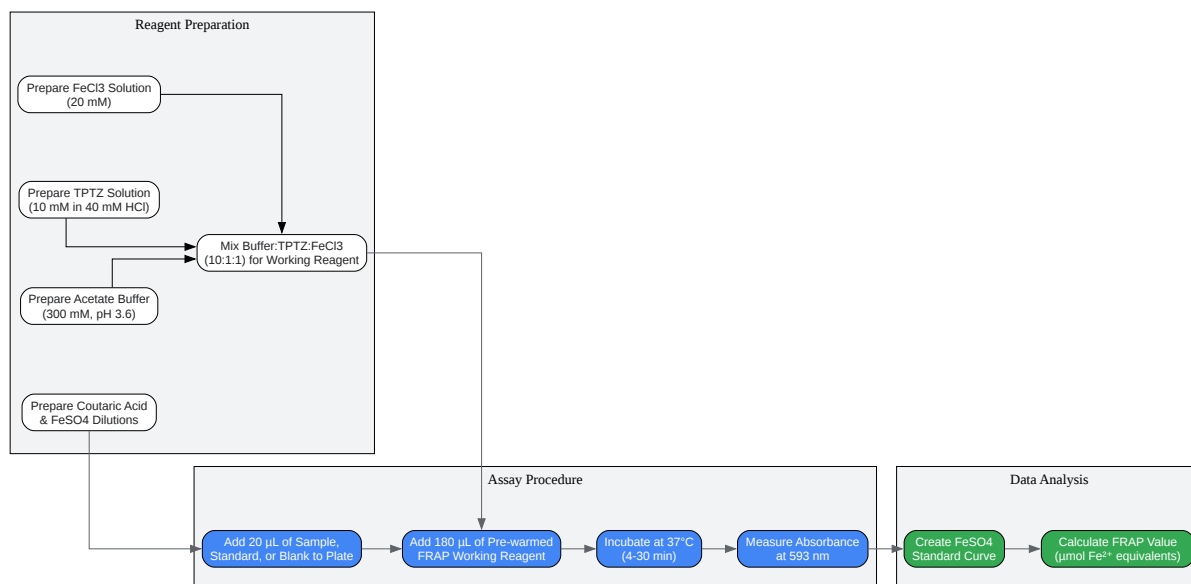 Reagent Preparation
Prepare FeCl3 Solution
(20 mM)
Prepare TPTZ Solution
(10 mM in 40 mM HCl)
Mix Buffer:TPTZ:FeCl3
(10:1:1) for Working Reagent
Prepare Acetate Buffer
(300 mM, pH 3.6)
Prepare Coutaric Acid
& FeSO4 Dilutions
Assay Procedure
Add 20 µL of Sample,
Standard, or Blank to Plate
Add 180 µL of Pre-warmed
FRAP Working Reagent
Incubate at 37°C
(4-30 min)
Measure Absorbance
at 593 nm
Data Analysis
Create FeSO4
Standard Curve
Calculate FRAP Value
(µmol Fe²⁺ equivalents)